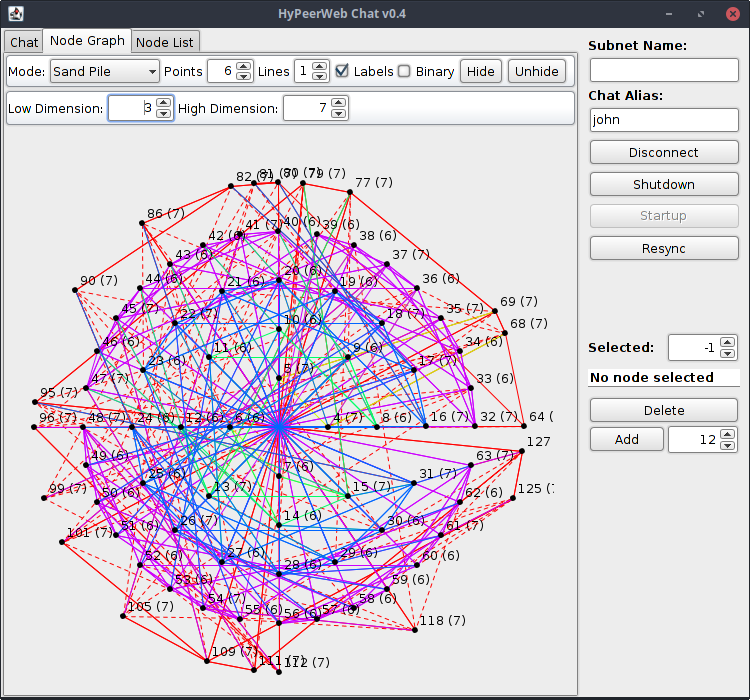 HyPeerWeb Chat v0.4
Chat Node Graph Node List
Mode: Sand Pile Points 6 Lines 1 Labels Binary Hide Unhide
Low Dimension: 3 High Dimension: 7
Subnet Name:
Chat Alias:
john
Disconnect
Shutdown
Startup
Resync
Selected: -1
No node selected
Delete
Add 12
82 (7) 81 (7) 80 (7) 79 (7) 77 (7)
86 (7) 42 (6) 41 (7) 40 (6) 39 (6) 38 (6)
43 (6) 37 (7)
90 (7) 44 (6) 21 (6) 20 (6) 19 (6) 36 (6)
45 (7) 22 (7) 10 (6) 18 (7) 35 (7) 69 (7)
68 (7)
46 (6) 23 (6) 11 (6) 9 (6) 17 (7) 34 (6)
95 (7) 47 (7) 5 (7) 33 (6)
96 (7) 48 (7) 24 (6) 12 (6) 6 (6) 4 (7) 8 (6) 16 (7) 32 (7) 64 (
127
49 (6) 25 (6) 7 (6) 31 (7) 63 (7)
99 (7) 50 (6) 13 (7) 15 (7) 62 (6) 125 (
101 (7) 51 (6) 26 (7) 14 (6) 30 (6) 61 (7)
52 (6) 27 (6) 28 (6) 29 (6) 60 (6)
53 (6) 59 (6)
105 (7) 54 (7) 55 (6) 56 (6) 57 (6) 58 (6)
118 (7)
109 (7) 111 (7) 112 (7)